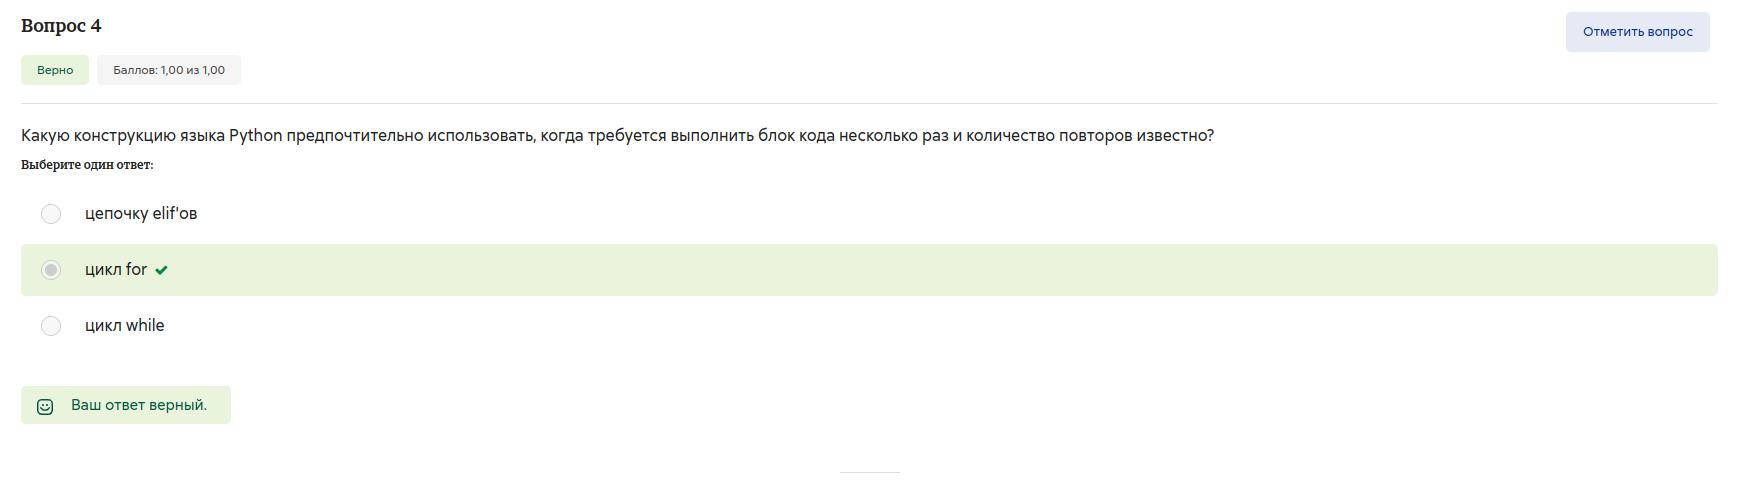 Вопрос 4
Отметить вопрос
Верно
Баллов: 1,00 из 1,00
Какую конструкцию языка Python предпочтительно использовать, когда требуется выполнить блок кода несколько раз и количество повторов известно?
Выберите один ответ:
цепочку elif'ов
цикл for
цикл while
Ваш ответ верный.